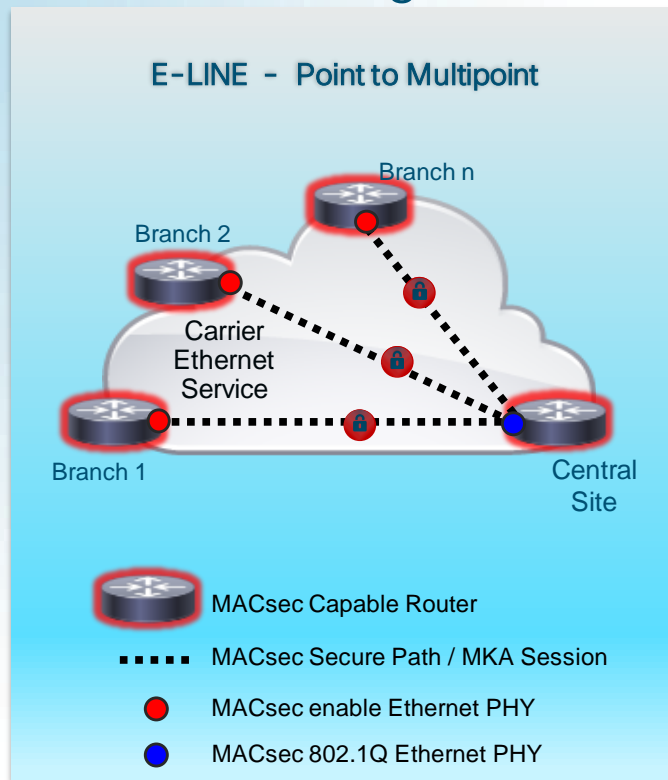 E-LINE - Point to Multipoint
Branch n
Branch 2
Carrier
Ethernet
Service
Branch 1
Central
Site
MACsec Capable Router
MACsec Secure Path / MKA Session
MACsec enable Ethernet PHY
MACsec 802.1Q Ethernet PHY